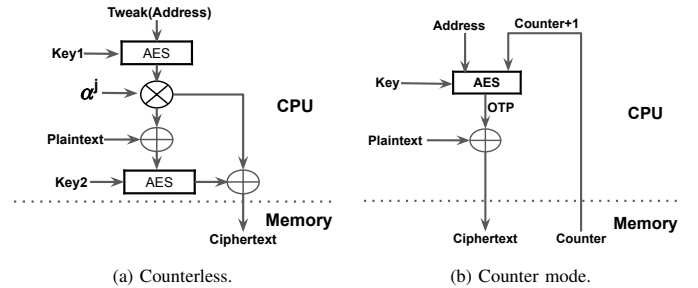 Tweak(Address)
Key1
AES
αʲ
CPU
Plaintext
Key2
AES
Memory
Ciphertext
(a) Counterless.
Address
Counter+1
Key
AES
OTP
CPU
Plaintext
Memory
Ciphertext
Counter
(b) Counter mode.